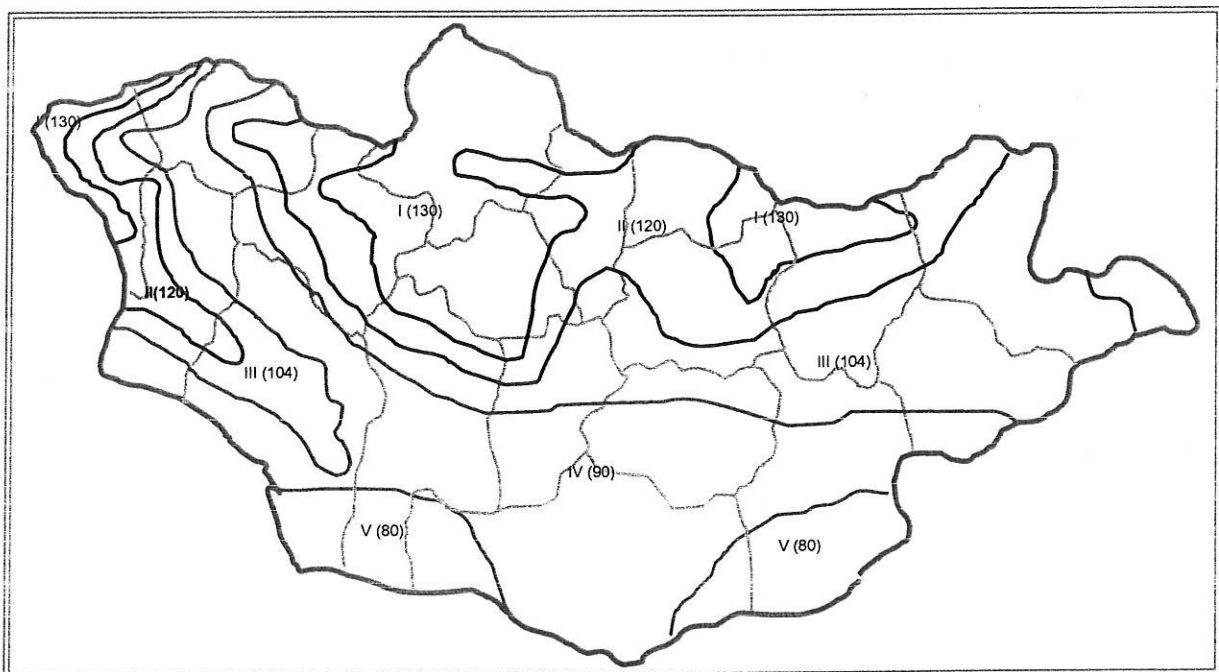 I (130)
I (130)
II (120)
I (130)
II(120)
III (104)
III (104)
IV (90)
V (80)
V (80)